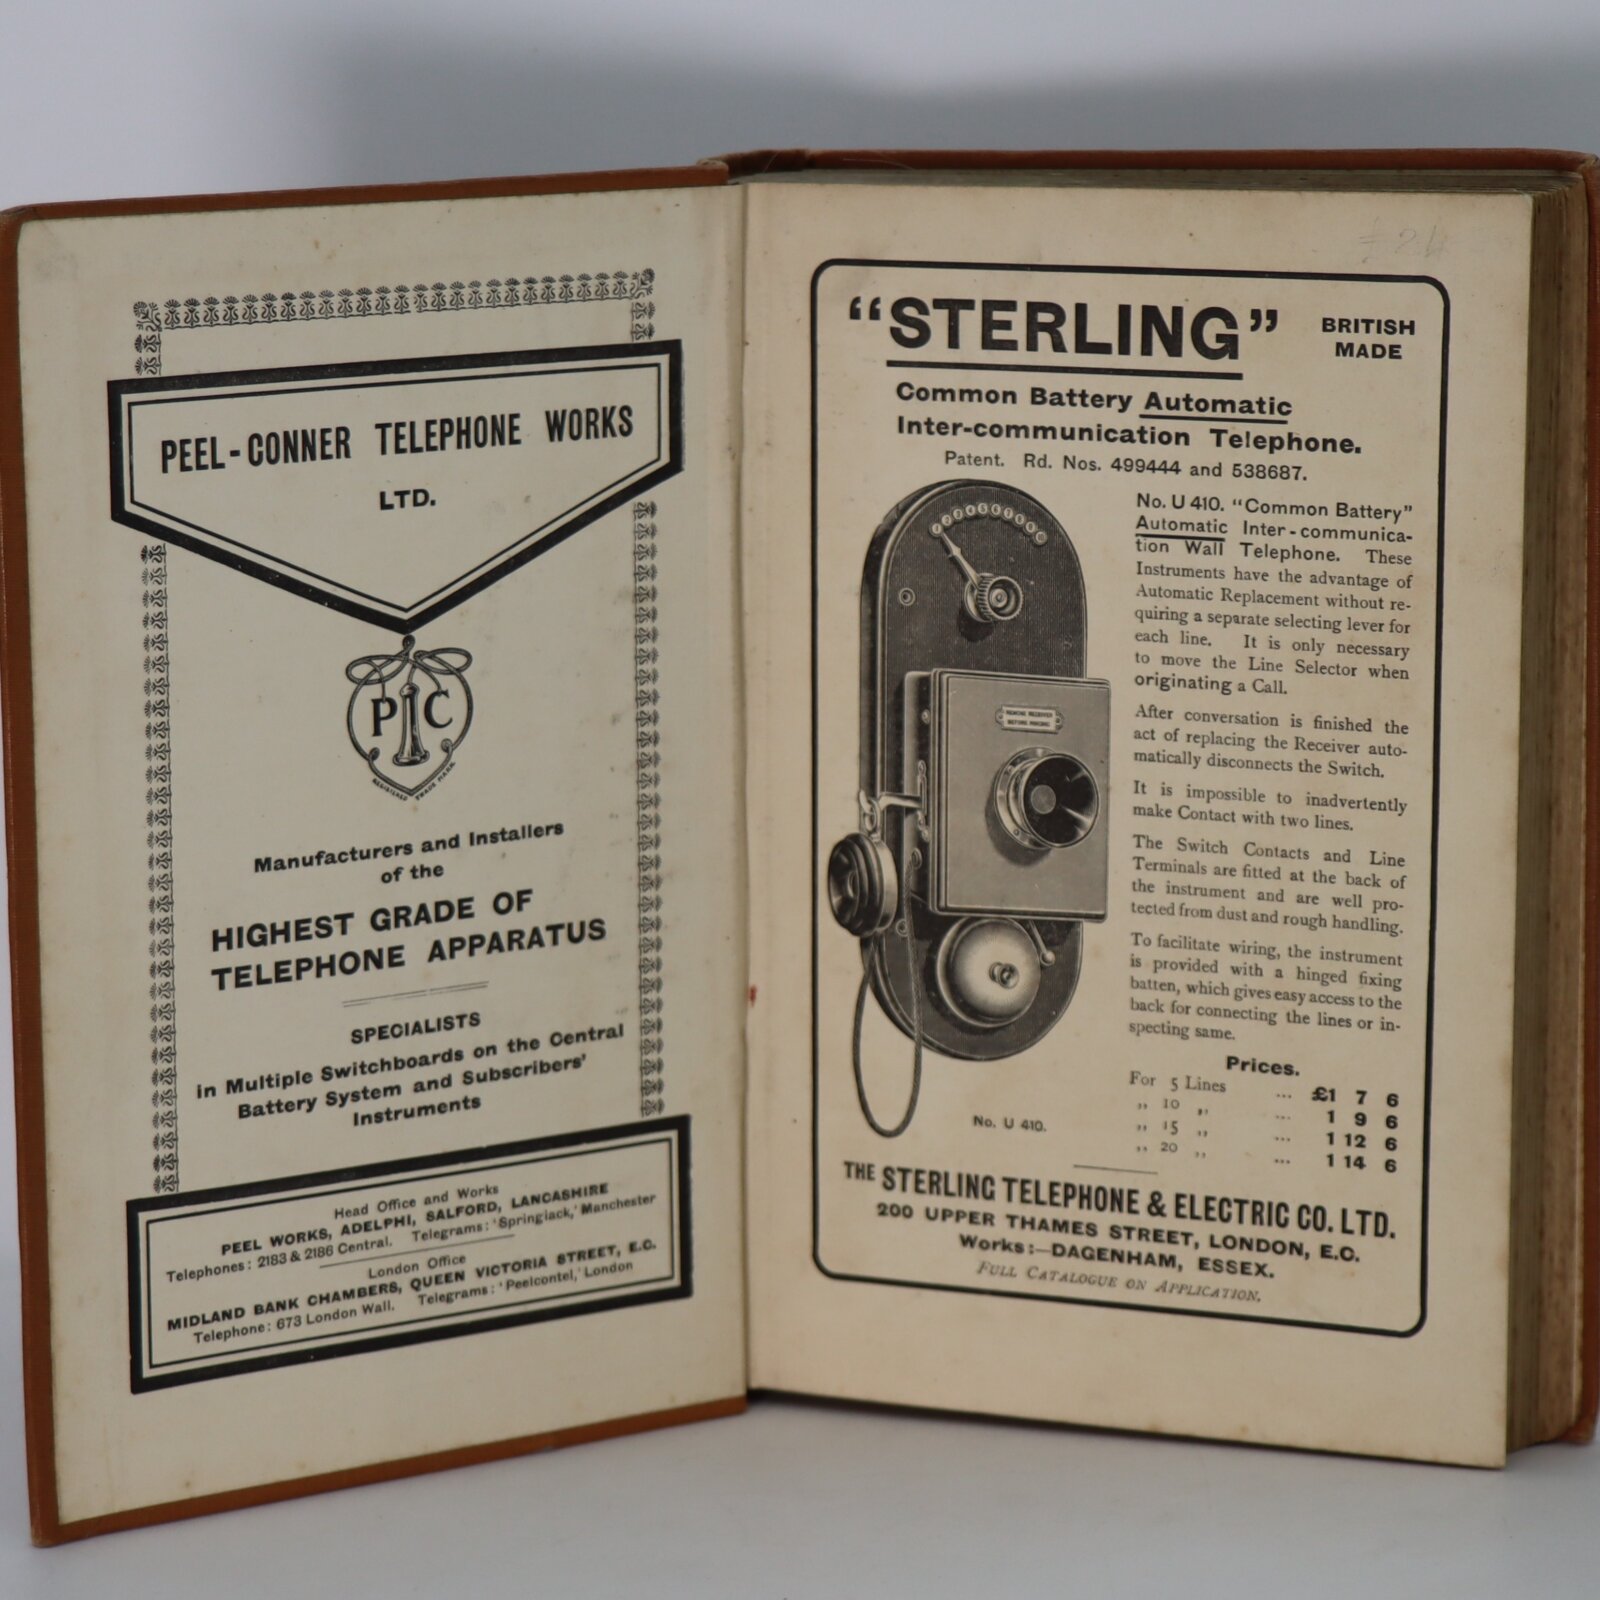 PEEL-CONNER TELEPHONE WORKS
LTD.
P C
REGISTERED TRADE MARK
Manufacturers and Installers
of the
HIGHEST GRADE OF
TELEPHONE APPARATUS
SPECIALISTS
in Multiple Switchboards on the Central
Battery System and Subscribers'
Instruments
Head Office and Works
PEEL WORKS, ADELPHI, SALFORD, LANCASHIRE
Telephones: 2183 & 2186 Central. Telegrams: 'Springjack,' Manchester
London Office
MIDLAND BANK CHAMBERS, QUEEN VICTORIA STREET, E.C.
Telephone: 673 London Wall. Telegrams: 'Peelcontel,' London
"STERLING"
BRITISH
MADE
Common Battery Automatic
Inter-communication Telephone.
Patent. Rd. Nos. 499444 and 538687.
No. U 410. "Common Battery"
Automatic Inter-communica-
tion Wall Telephone. These
Instruments have the advantage of
Automatic Replacement without re-
quiring a separate selecting lever for
each line. It is only necessary
to move the Line Selector when
originating a Call.
After conversation is finished the
act of replacing the Receiver auto-
matically disconnects the Switch.
It is impossible to inadvertently
make Contact with two lines.
The Switch Contacts and Line
Terminals are fitted at the back of
the instrument and are well pro-
tected from dust and rough handling.
To facilitate wiring, the instrument
is provided with a hinged fixing
batten, which gives easy access to the
back for connecting the lines or in-
specting same.
Prices.
For 5 Lines ... £1 7 6
„ 10 „ ... 1 9 6
„ 15 „ ... 1 12 6
„ 20 „ ... 1 14 6
REMOVE RECEIVER
BEFORE RINGING
No. U 410.
THE STERLING TELEPHONE & ELECTRIC CO. LTD.
200 UPPER THAMES STREET, LONDON, E.C.
Works:—DAGENHAM, ESSEX.
FULL CATALOGUE ON APPLICATION.